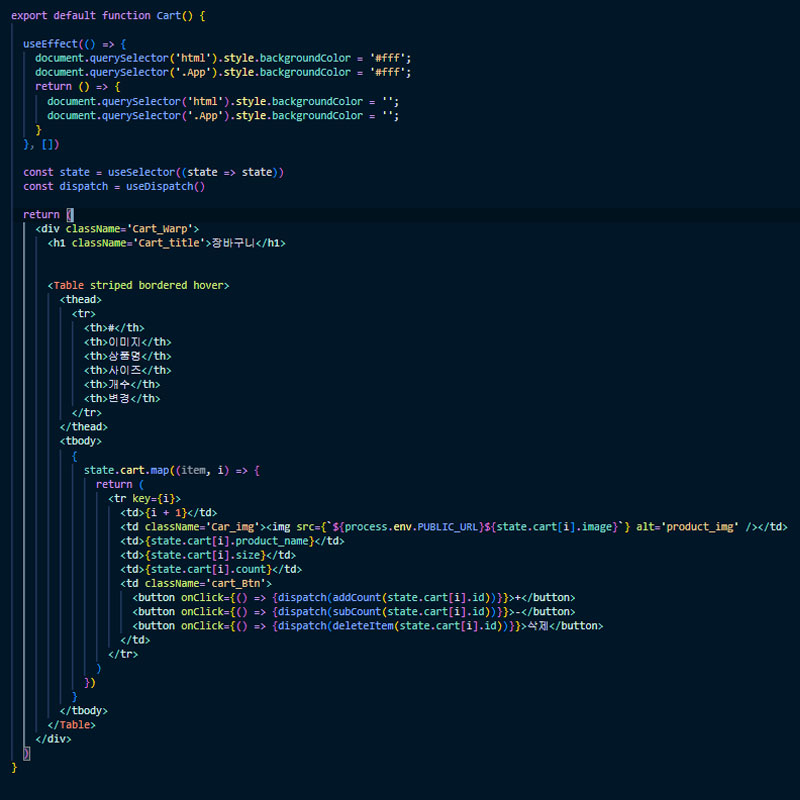 export default function Cart() {
useEffect(() => {
document.querySelector('html').style.backgroundColor = '#fff';
document.querySelector('.App').style.backgroundColor = '#fff';
return () => {
document.querySelector('html').style.backgroundColor = '';
document.querySelector('.App').style.backgroundColor = '';
}
}, [])
const state = useSelector((state => state))
const dispatch = useDispatch()
return (
<div className='Cart_Warp'>
<h1 className='Cart_title'>장바구니</h1>
<Table striped bordered hover>
<thead>
<tr>
<th>#</th>
<th>이미지</th>
<th>상품명</th>
<th>사이즈</th>
<th>개수</th>
<th>변경</th>
</tr>
</thead>
<tbody>
{
state.cart.map((item, i) => {
return (
<tr key={i}>
<td>{i + 1}</td>
<td className='Car_img'><img src={`${process.env.PUBLIC_URL}${state.cart[i].image}`} alt='product_img' /></td>
<td>{state.cart[i].product_name}</td>
<td>{state.cart[i].size}</td>
<td>{state.cart[i].count}</td>
<td className='cart_Btn'>
<button onClick={() => {dispatch(addCount(state.cart[i].id))}}>+</button>
<button onClick={() => {dispatch(subCount(state.cart[i].id))}}>-</button>
<button onClick={() => {dispatch(deleteItem(state.cart[i].id))}}>삭제</button>
</td>
</tr>
)
})
}
</tbody>
</Table>
</div>
)
}